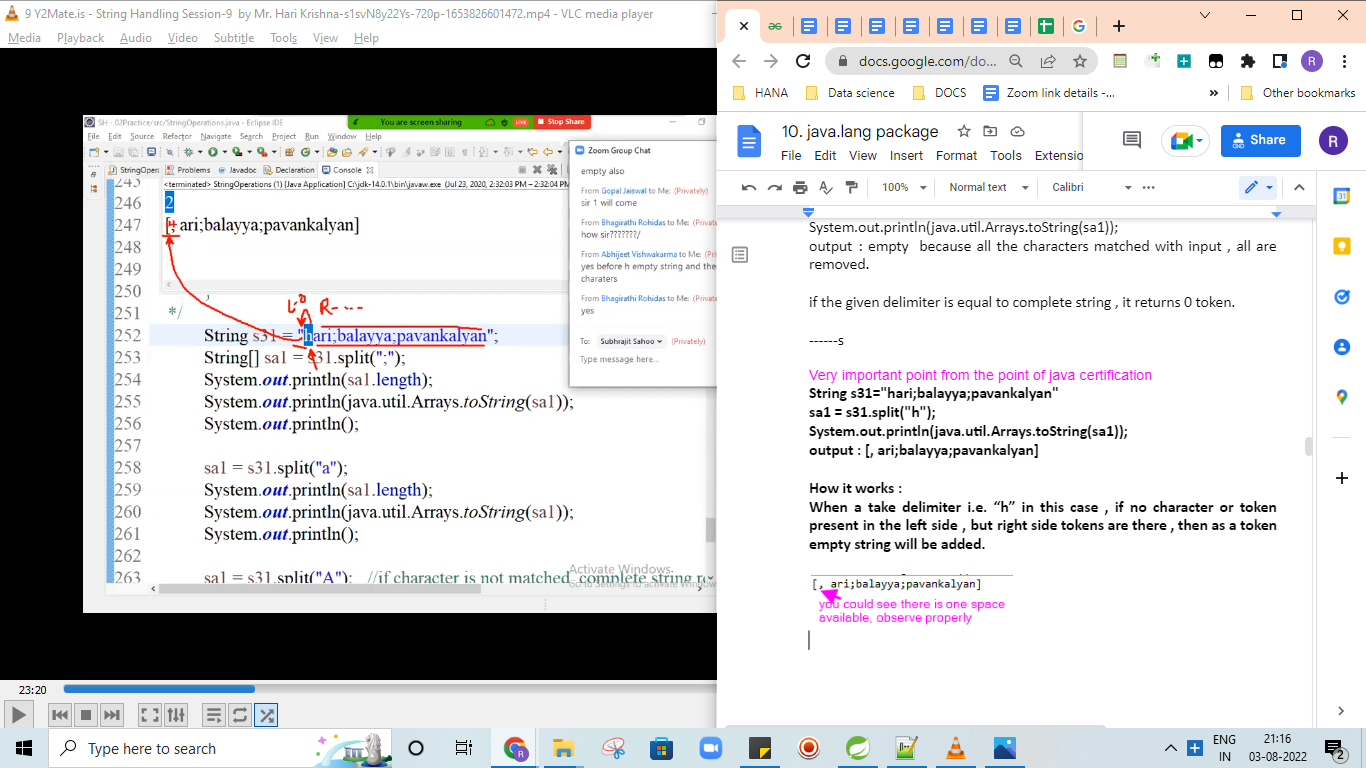 9 Y2Mate.is - String Handling Session-9 by Mr. Hari Krishna-s1svN8y22Ys-720p-1653826601472.mp4 - VLC media player
Media Playback Audio Video Subtitle Tools View Help
SH - 02Practice/src/StringOperations.java - Eclipse IDE
You are screen sharing LIVE Stop Share
File Edit Source Refactor Navigate Search Project Run Window Help
StringOper Problems Javadoc Declaration Console
<terminated> StringOperations (1) [Java Application] C:\jdk-14.0.1\bin\javaw.exe (Jul 23, 2020, 2:32:03 PM – 2:32:04 PM
245
246 2
247 [, ari;balayya;pavankalyan]
248
249
250
251 */
252 String s31 = "hari;balayya;pavankalyan";
253 String[] sa1 = s31.split(";");
254 System.out.println(sa1.length);
255 System.out.println(java.util.Arrays.toString(sa1));
256 System.out.println();
258 sa1 = s31.split("a");
259 System.out.println(sa1.length);
260 System.out.println(java.util.Arrays.toString(sa1));
261 System.out.println();
262
263 sa1 = s31.split("A"); //if character is not matched complete string re
Zoom Group Chat
empty also
From Gopal Jaiswal to Me: (Privately)
sir 1 will come
From Bhagirathi Rohidas to Me: (Privat
how sir???????/
From Abhijeet Vishwakarma to Me: (Pri
yes before h empty string and the
charaters
From Bhagirathi Rohidas to Me: (Privat
yes
To: Subhrajit Sahoo (Privately)
Type message here...
Activate Windows
Go to Settings to activate Window
23:20
docs.google.com/do...
HANA Data science DOCS Zoom link details -... » Other bookmarks
10. java.lang package
File Edit View Insert Format Tools Extensio
Share R
100% Normal text Calibri
System.out.println(java.util.Arrays.toString(sa1));
output : empty because all the characters matched with input , all are
removed.
if the given delimiter is equal to complete string , it returns 0 token.
------s
Very important point from the point of java certification
String s31="hari;balayya;pavankalyan"
sa1 = s31.split("h");
System.out.println(java.util.Arrays.toString(sa1));
output : [, ari;balayya;pavankalyan]
How it works :
When a take delimiter i.e. “h” in this case , if no character or token
present in the left side , but right side tokens are there , then as a token
empty string will be added.
[, ari;balayya;pavankalyan]
you could see there is one space
available, observe properly
Type here to search
ENG
IN
21:16
03-08-2022
2